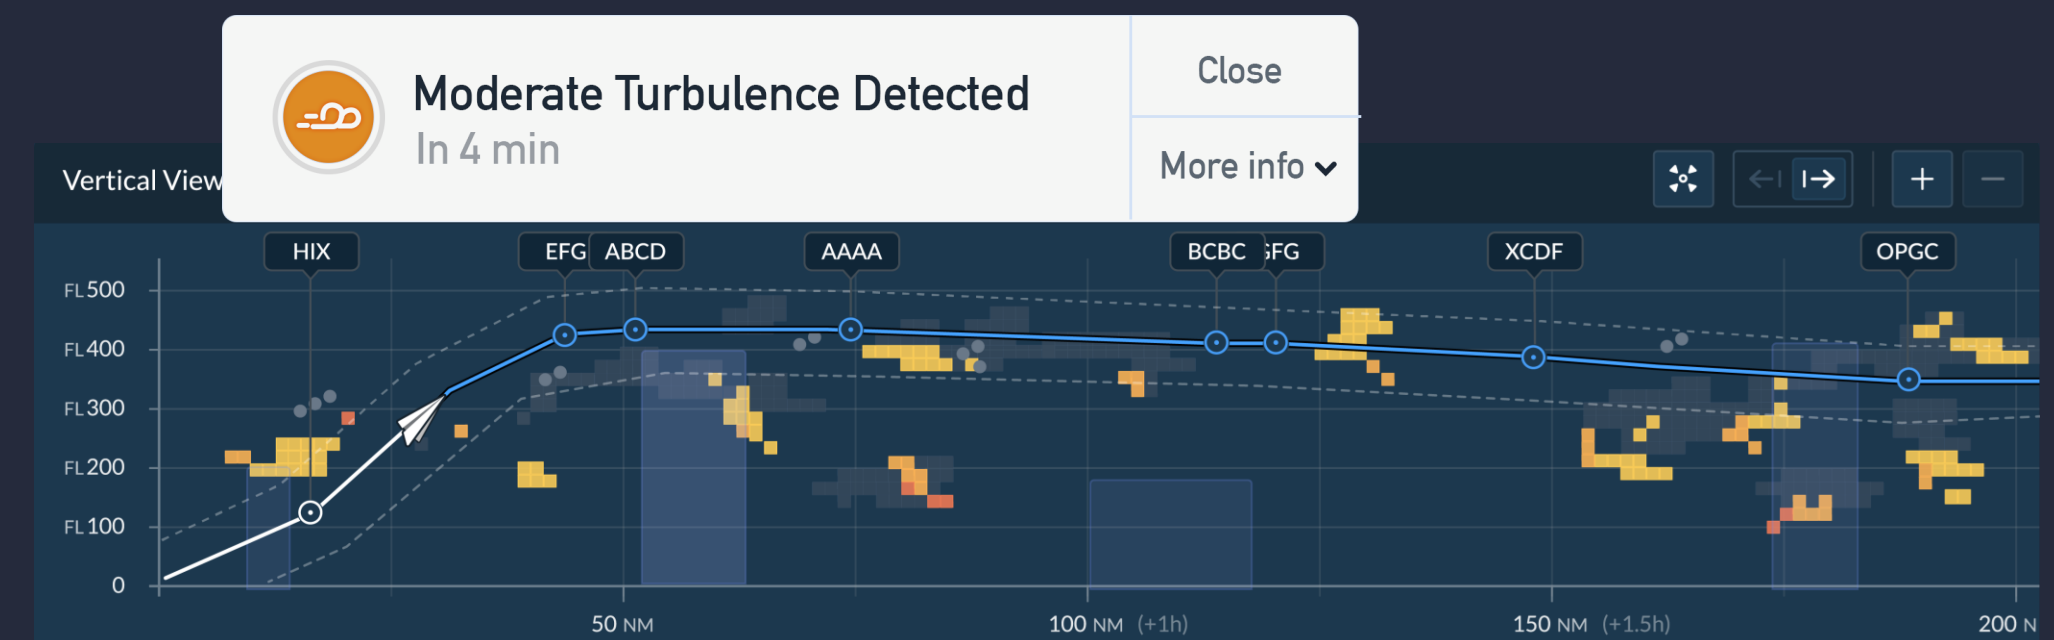 Moderate Turbulence Detected
In 4 min
Close
More info
Vertical View
HIX
EFG
ABCD
AAAA
BCBC
GFG
XCDF
OPGC
FL500
FL400
FL300
FL200
FL100
0
50 NM
100 NM (+1h)
150 NM (+1.5h)
200 N